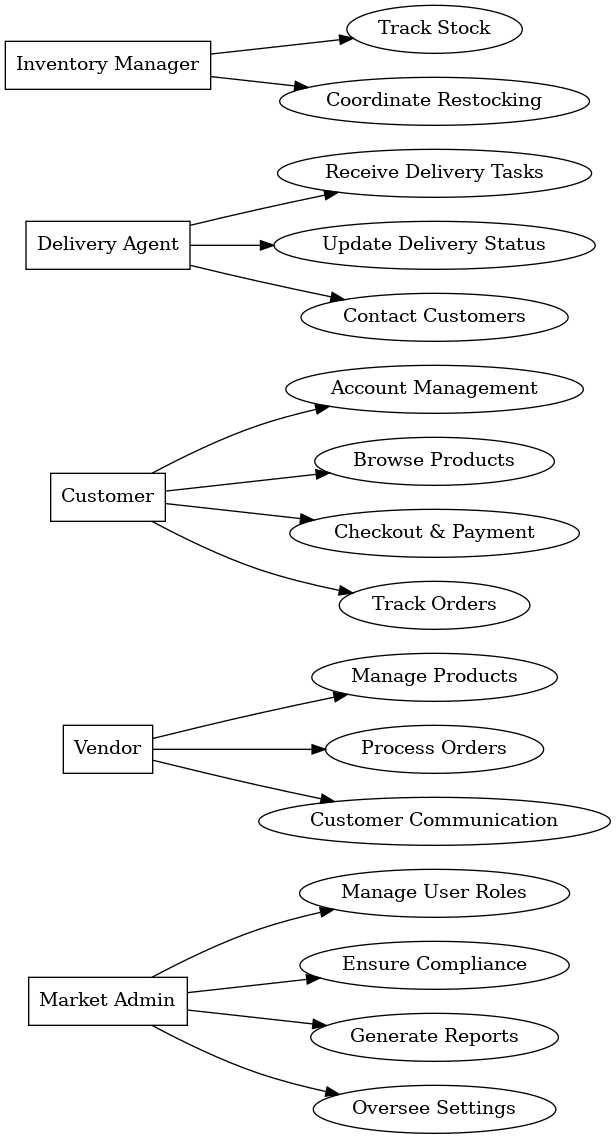 Track Stock
Inventory Manager
Coordinate Restocking
Receive Delivery Tasks
Delivery Agent
Update Delivery Status
Contact Customers
Account Management
Browse Products
Customer
Checkout & Payment
Track Orders
Manage Products
Vendor
Process Orders
Customer Communication
Manage User Roles
Ensure Compliance
Market Admin
Generate Reports
Oversee Settings